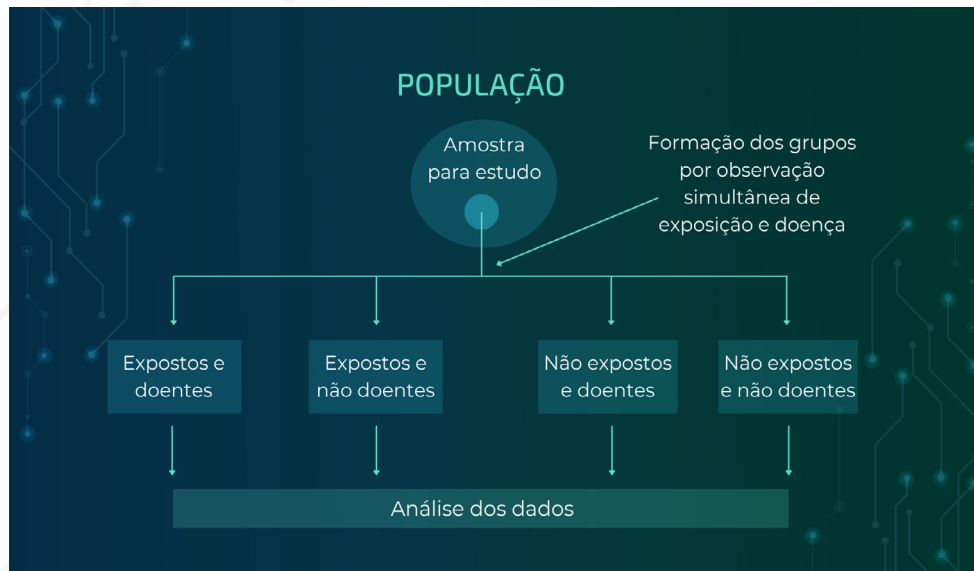 POPULAÇÃO
Amostra
para estudo
Formação dos grupos
por observação
simultânea de
exposição e doença
Expostos e
doentes
Expostos e
não doentes
Não expostos
e doentes
Não expostos
e não doentes
Análise dos dados